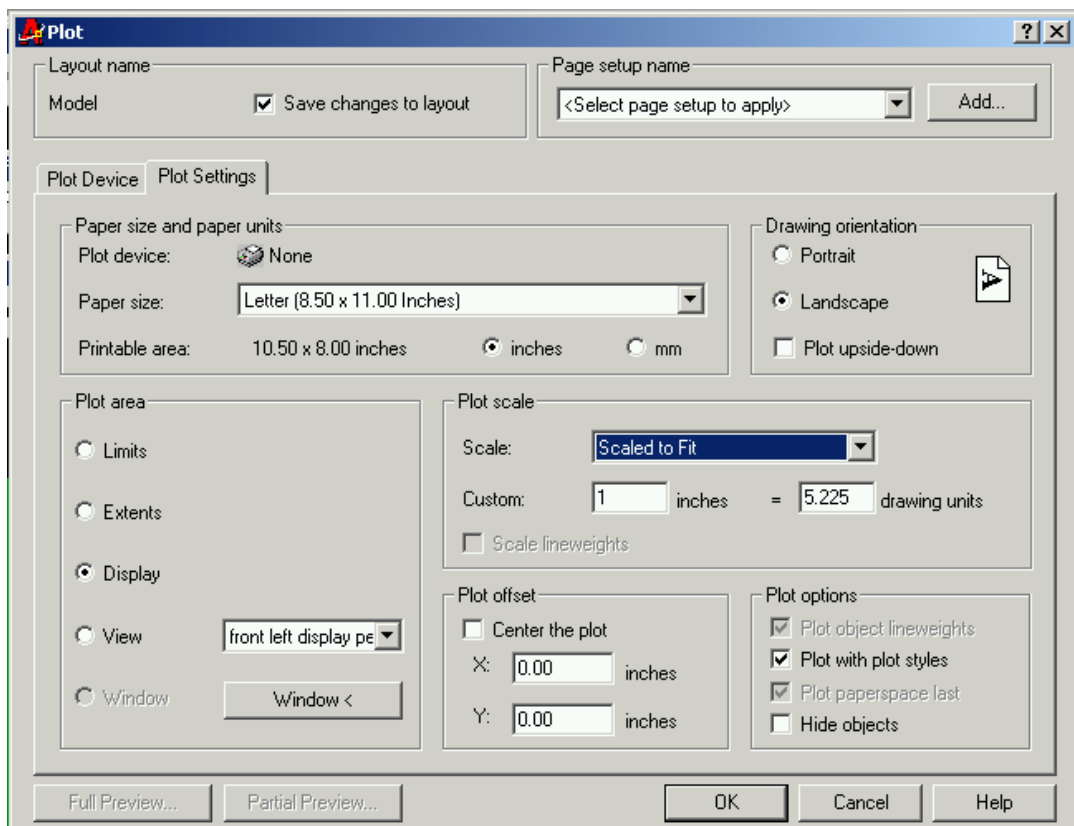 Plot
Layout name
Model Save changes to layout
Page setup name
<Select page setup to apply> Add...
Plot Device Plot Settings
Paper size and paper units
Plot device: None
Paper size: Letter (8.50 x 11.00 Inches)
Printable area: 10.50 x 8.00 inches inches mm
Drawing orientation
Portrait
A
Landscape
Plot upside-down
Plot area
Limits
Extents
Display
View front left display pe
Window Window <
Plot scale
Scale: Scaled to Fit
Custom: 1 inches = 5.225 drawing units
Scale lineweights
Plot offset
Center the plot
X: 0.00 inches
Y: 0.00 inches
Plot options
Plot object lineweights
Plot with plot styles
Plot paperspace last
Hide objects
Full Preview... Partial Preview... OK Cancel Help